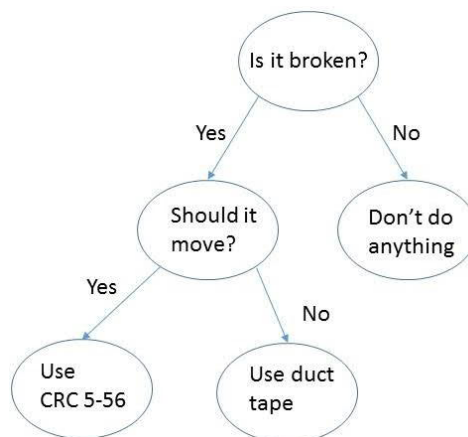 Is it broken?
Yes
No
Should it
move?
Don't do
anything
Yes
No
Use
CRC 5-56
Use duct
tape